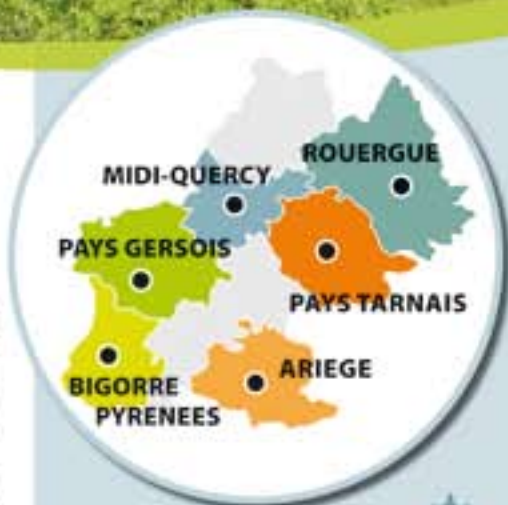 ROUERGUE
MIDI-QUERCY
PAYS GERSOIS
PAYS TARNAIS
ARIEGE
BIGORRE
PYRENEES